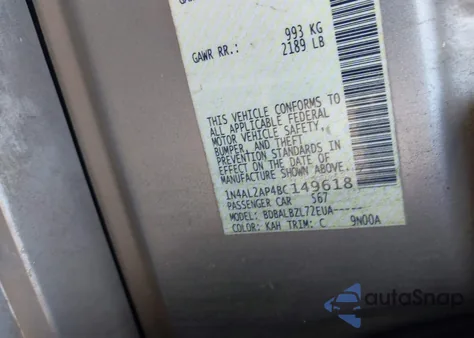 993 KG
GAWR RR.: 2189 LB
THIS VEHICLE CONFORMS TO
ALL APPLICABLE FEDERAL
MOTOR VEHICLE SAFETY,
BUMPER, AND THEFT
PREVENTION STANDARDS IN
EFFECT ON THE DATE OF
MANUFACTURE SHOWN ABOVE.
1N4AL2AP4BC149618
PASSENGER CAR S67
MODEL: BDBALBZL72EUA-----
COLOR: KAH TRIM: C 9N00A
autoSnap